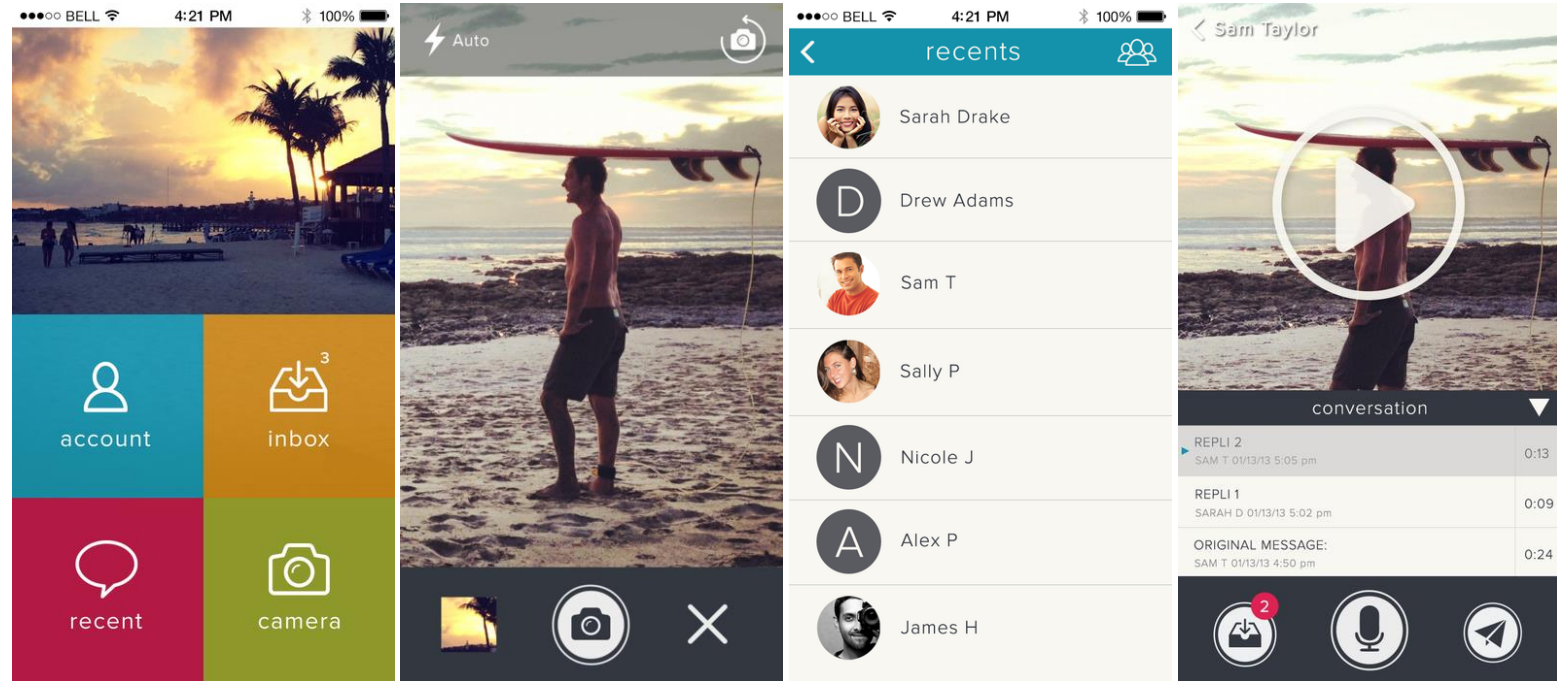 ●●●○○ BELL 4:21 PM 100%
account
inbox
3
recent
camera
Auto
●●●○○ BELL 4:21 PM 100%
recents
Sarah Drake
D
Drew Adams
Sam T
Sally P
N
Nicole J
A
Alex P
James H
Sam Taylor
conversation
REPLI 2
SAM T 01/13/13 5:05 pm
0:13
REPLI 1
SARAH D 01/13/13 5:02 pm
0:09
ORIGINAL MESSAGE:
SAM T 01/13/13 4:50 pm
0:24
2